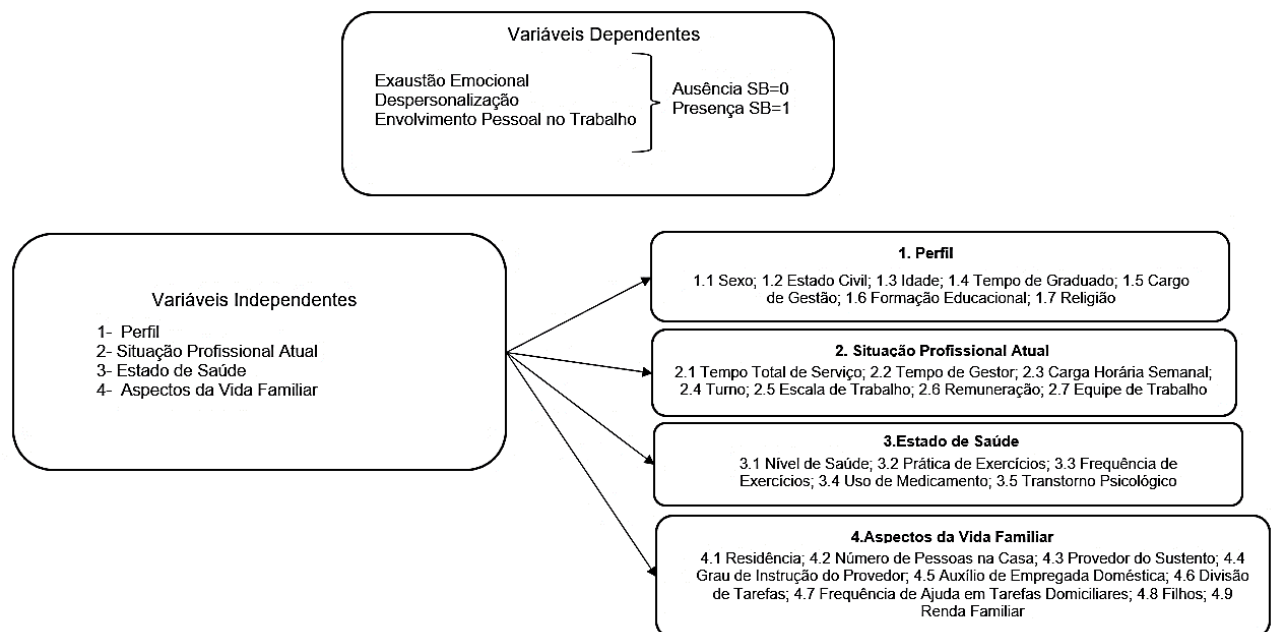 Variáveis Dependentes
Exaustão Emocional
Despersonalização
Envolvimento Pessoal no Trabalho
Ausência SB=0
Presença SB=1
Variáveis Independentes
1- Perfil
2- Situação Profissional Atual
3- Estado de Saúde
4- Aspectos da Vida Familiar
1. Perfil
1.1 Sexo; 1.2 Estado Civil; 1.3 Idade; 1.4 Tempo de Graduado; 1.5 Cargo
de Gestão; 1.6 Formação Educacional; 1.7 Religião
2. Situação Profissional Atual
2.1 Tempo Total de Serviço; 2.2 Tempo de Gestor; 2.3 Carga Horária Semanal;
2.4 Turno; 2.5 Escala de Trabalho; 2.6 Remuneração; 2.7 Equipe de Trabalho
3.Estado de Saúde
3.1 Nível de Saúde; 3.2 Prática de Exercícios; 3.3 Frequência de
Exercícios; 3.4 Uso de Medicamento; 3.5 Transtorno Psicológico
4.Aspectos da Vida Familiar
4.1 Residência; 4.2 Número de Pessoas na Casa; 4.3 Provedor do Sustento; 4.4
Grau de Instrução do Provedor; 4.5 Auxílio de Empregada Doméstica; 4.6 Divisão
de Tarefas; 4.7 Frequência de Ajuda em Tarefas Domiciliares; 4.8 Filhos; 4.9
Renda Familiar